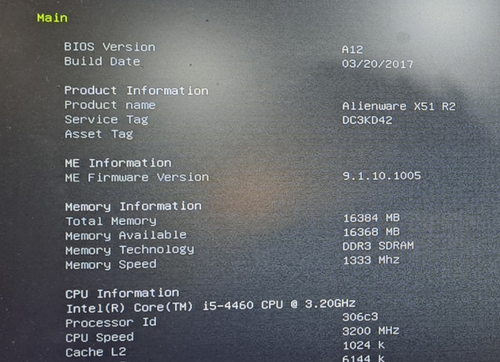 Main
BIOS Version A12
Build Date 03/20/2017
Product Information
Product name Alienware X51 R2
Service Tag DC3KD42
Asset Tag
ME Information
ME Firmware Version 9.1.10.1005
Memory Information
Total Memory 16384 MB
Memory Available 16368 MB
Memory Technology DDR3 SDRAM
Memory Speed 1333 Mhz
CPU Information
Intel(R) Core(TM) i5-4460 CPU @ 3.20GHz
Processor Id 306c3
CPU Speed 3200 MHz
Cache L2 1024 k
6144 k